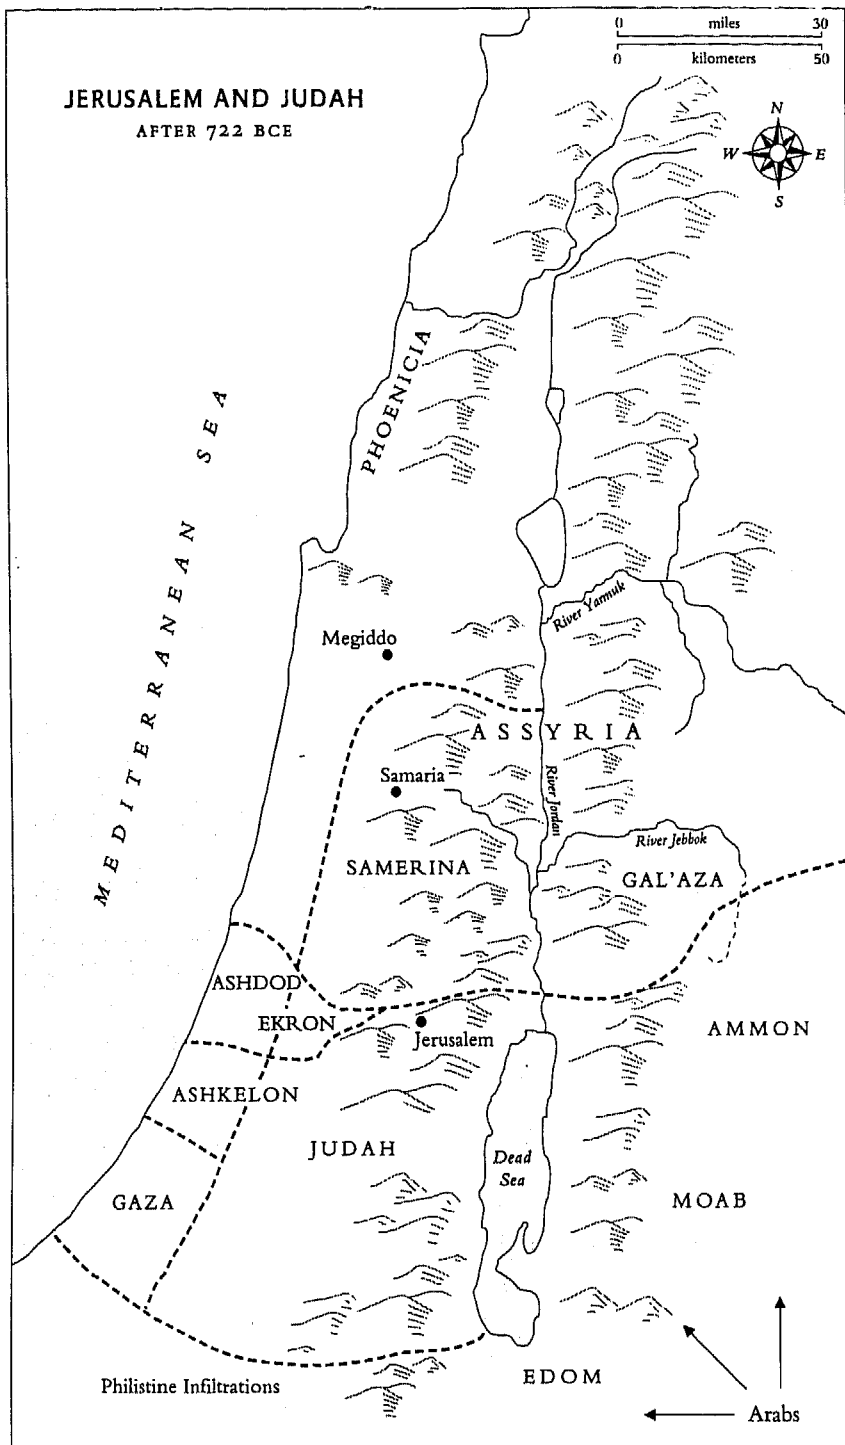 0 miles 30
0 kilometers 50
JERUSALEM AND JUDAH
AFTER 722 BCE
N
W E
S
PHOENICIA
MEDITERRANEAN SEA
River Yarmuk
Megiddo
ASSYRIA
Samaria
River Jordan
River Jebbok
SAMERINA
GAL'AZA
ASHDOD
EKRON
Jerusalem
AMMON
ASHKELON
JUDAH
Dead
Sea
GAZA
MOAB
EDOM
Philistine Infiltrations
Arabs